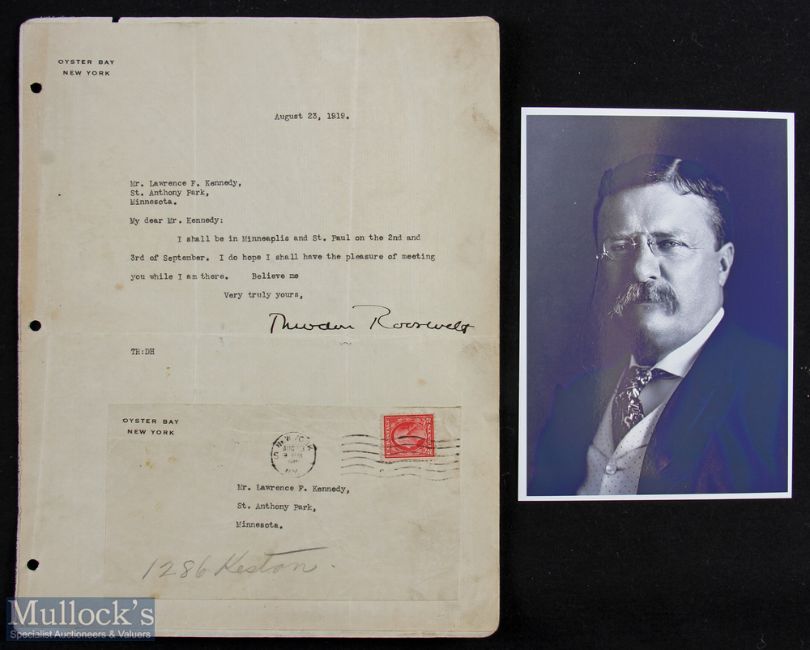 OYSTER BAY
NEW YORK
August 23, 1919.
Mr. Lawrence F. Kennedy,
St. Anthony Park,
Minnesota.
My dear Mr. Kennedy:
I shall be in Minneaplis and St. Paul on the 2nd and
3rd of September. I do hope I shall have the pleasure of meeting
you while I am there. Believe me
Very truly yours,
Theodore Roosevelt
TR:DH
OYSTER BAY
NEW YORK
Mr. Lawrence F. Kennedy,
St. Anthony Park,
Minnesota.
1286 Keston.
Mullock's
Specialist Auctioneers & Valuers